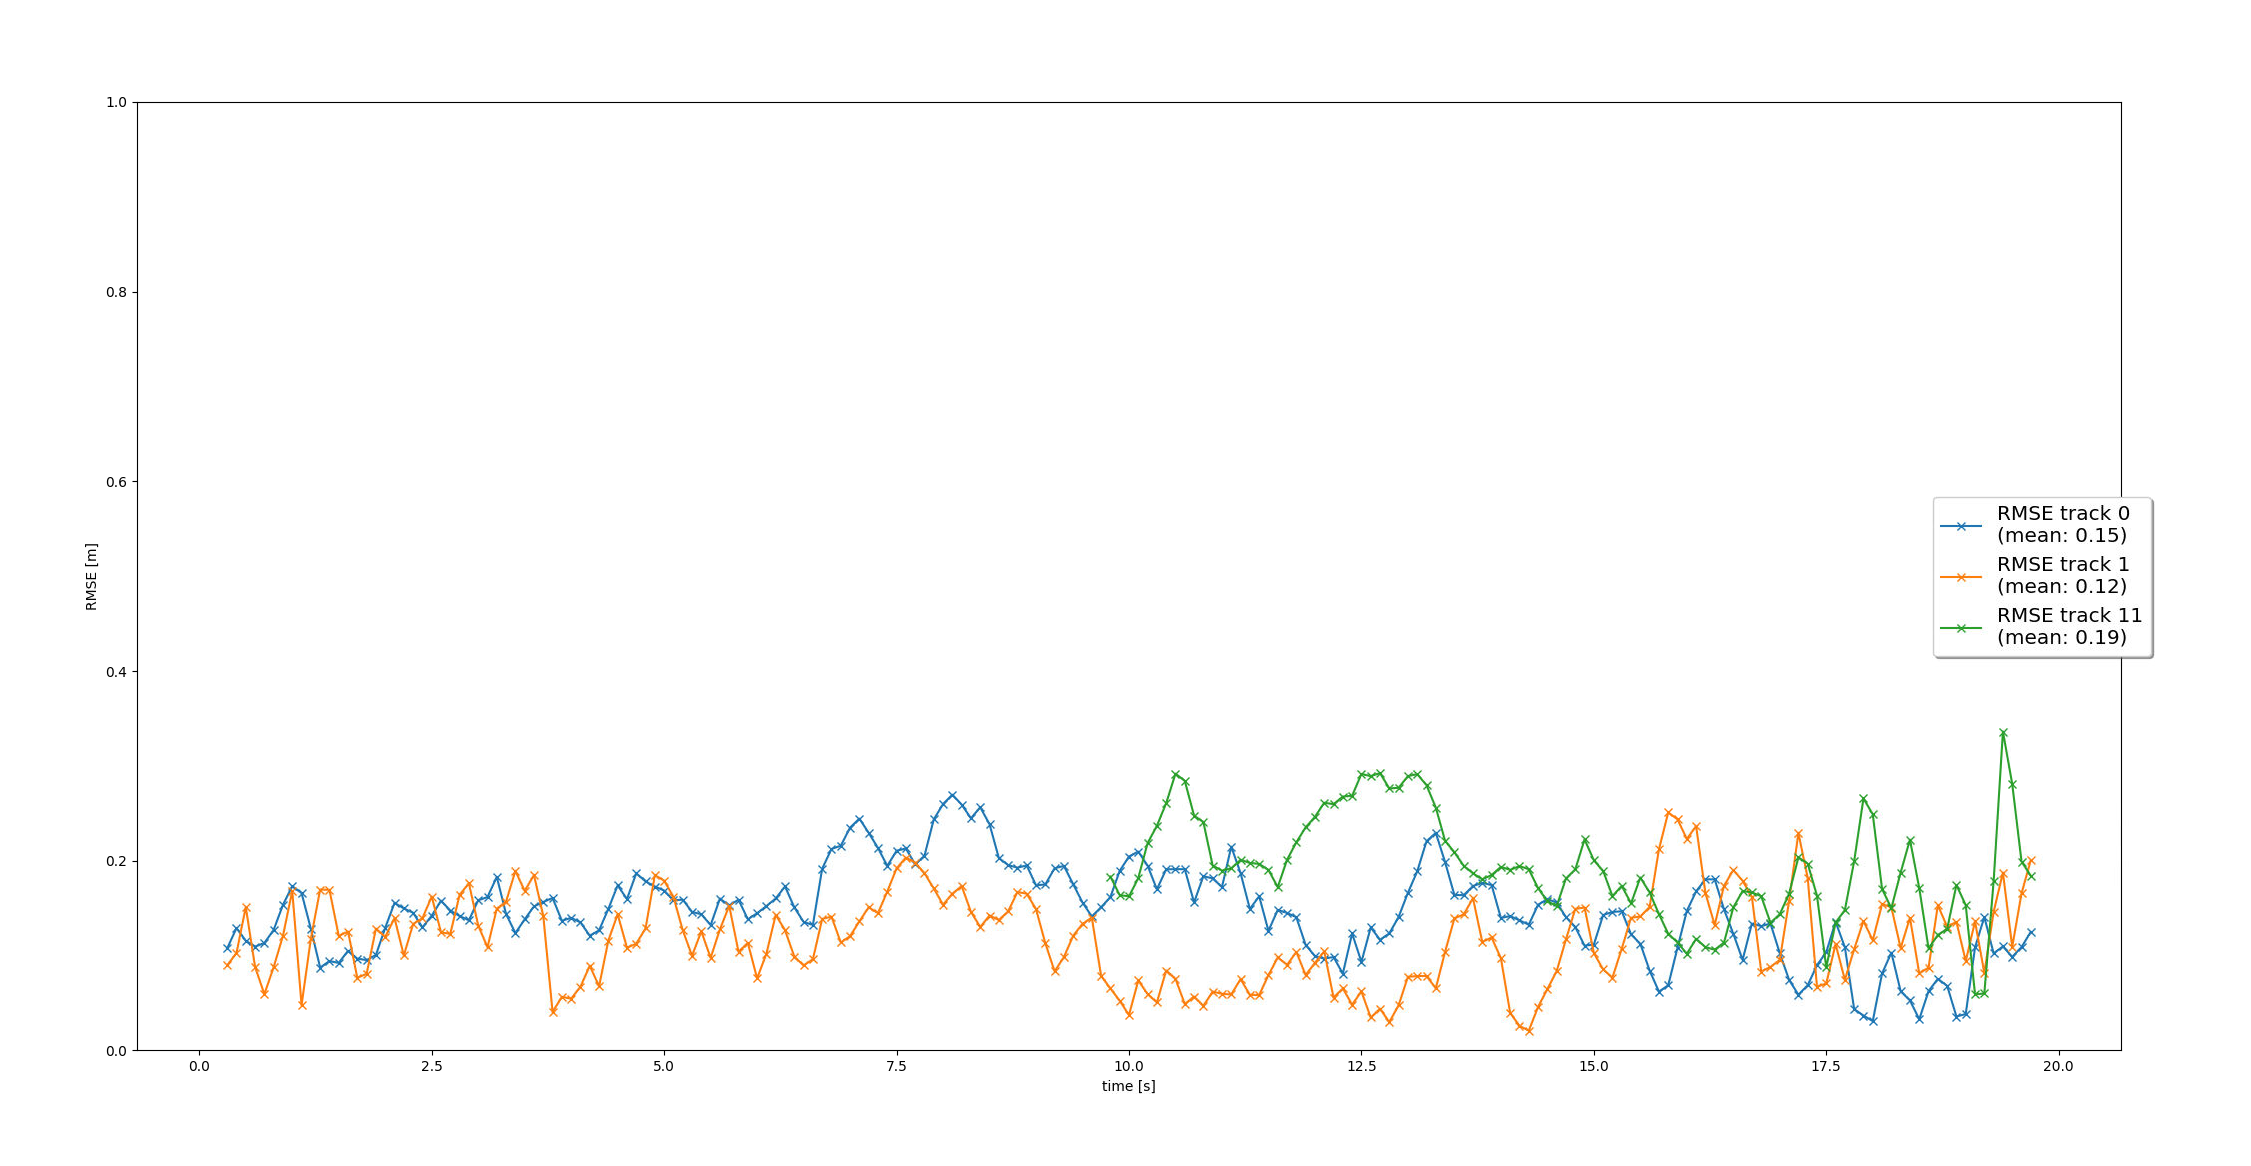 1.0
0.8
0.6
0.4
0.2
0.0
RMSE [m]
0.0 2.5 5.0 7.5 10.0 12.5 15.0 17.5 20.0
time [s]
RMSE track 0
(mean: 0.15)
RMSE track 1
(mean: 0.12)
RMSE track 11
(mean: 0.19)